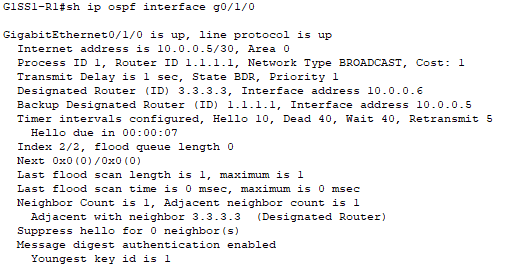 G1SS1-R1#sh ip ospf interface g0/1/0
GigabitEthernet0/1/0 is up, line protocol is up
Internet address is 10.0.0.5/30, Area 0
Process ID 1, Router ID 1.1.1.1, Network Type BROADCAST, Cost: 1
Transmit Delay is 1 sec, State BDR, Priority 1
Designated Router (ID) 3.3.3.3, Interface address 10.0.0.6
Backup Designated Router (ID) 1.1.1.1, Interface address 10.0.0.5
Timer intervals configured, Hello 10, Dead 40, Wait 40, Retransmit 5
Hello due in 00:00:07
Index 2/2, flood queue length 0
Next 0x0(0)/0x0(0)
Last flood scan length is 1, maximum is 1
Last flood scan time is 0 msec, maximum is 0 msec
Neighbor Count is 1, Adjacent neighbor count is 1
Adjacent with neighbor 3.3.3.3 (Designated Router)
Suppress hello for 0 neighbor(s)
Message digest authentication enabled
Youngest key id is 1